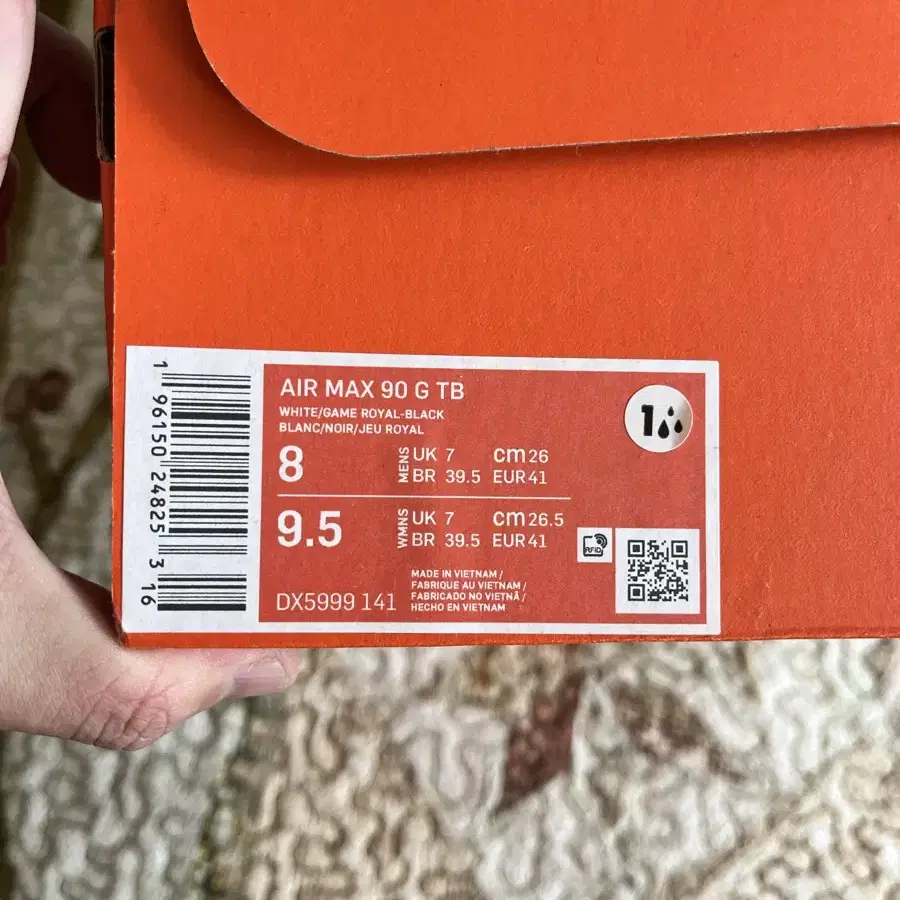 AIR MAX 90 G TB
WHITE/GAME ROYAL-BLACK
BLANC/NOIR/JEU ROYAL
8 MENS UK 7 cm 26
BR 39.5 EUR 41
9.5 WMNS UK 7 cm 26.5
BR 39.5 EUR 41
DX5999 141
MADE IN VIETNAM /
FABRIQUE AU VIETNAM /
FABRICADO NO VIETNÃ /
HECHO EN VIETNAM
1 96150 24825 3 16
1
RFID